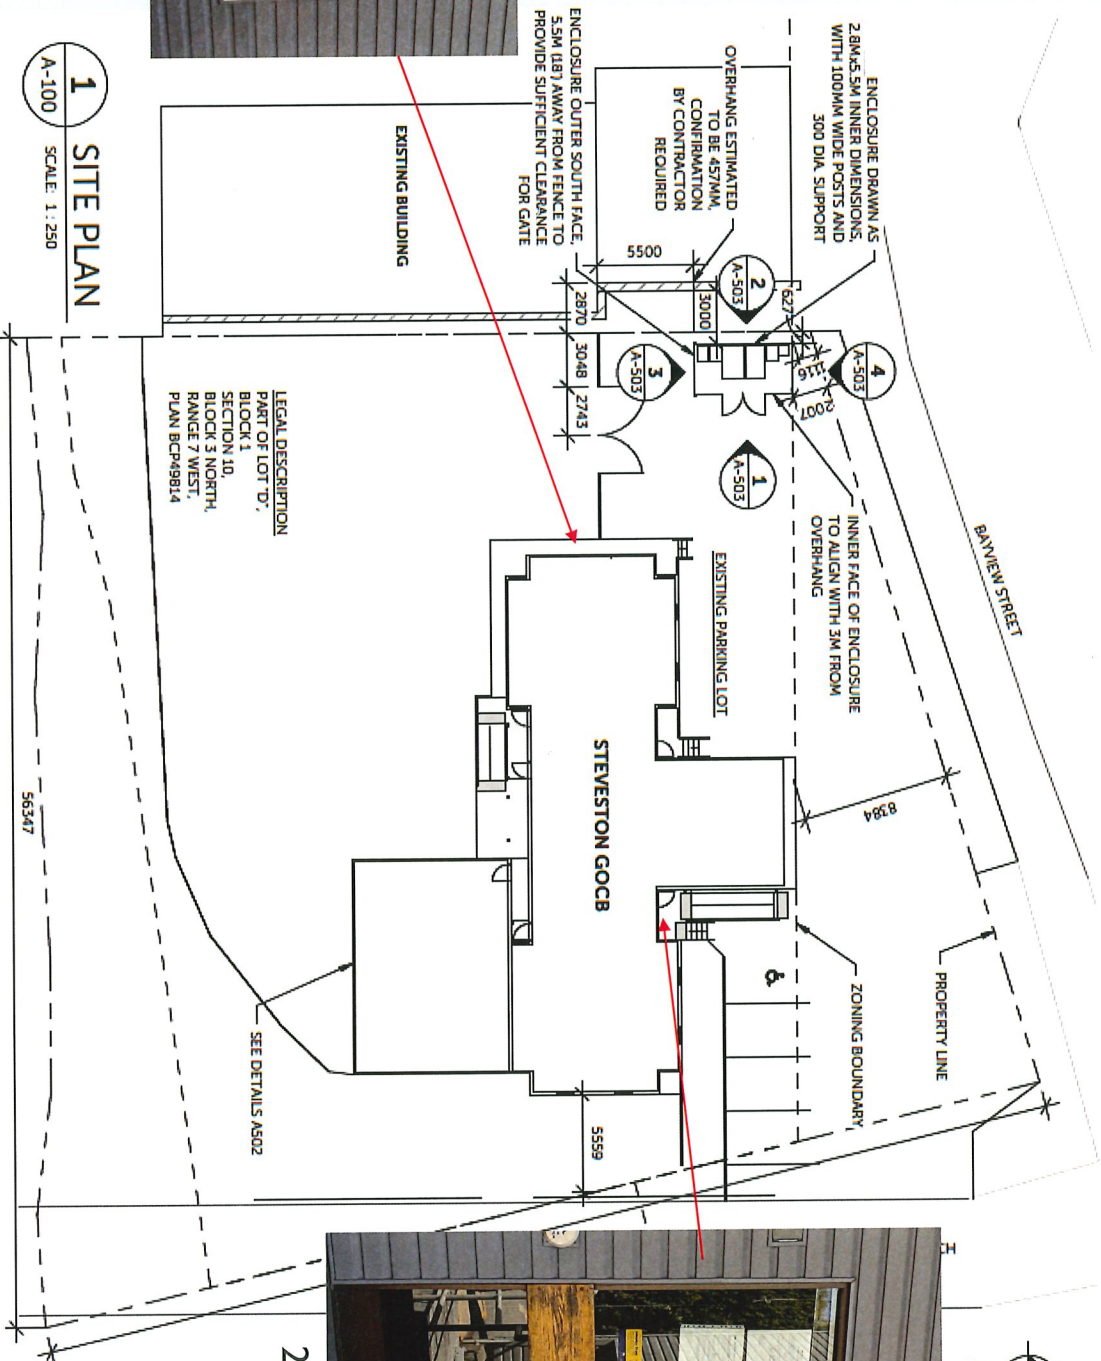 ENCLOSURE DRAWN AS
2.8Mx5.5M INNER DIMENSIONS,
WITH 100MM WIDE POSTS AND
300 DIA. SUPPORT
OVERHANG ESTIMATED
TO BE 457MM,
CONFIRMATION
BY CONTRACTOR
REQUIRED
ENCLOSURE OUTER SOUTH FACE,
5.5M (18') AWAY FROM FENCE TO
PROVIDE SUFFICIENT CLEARANCE
FOR GATE
EXISTING BUILDING
5500
2870
3048
2743
3000
627
1116
2007
2
A-503
4
A-503
3
A-503
1
A-503
BAYVIEW STREET
INNER FACE OF ENCLOSURE
TO ALIGN WITH 3M FROM
OVERHANG
EXISTING PARKING LOT
STEVESTON GOCB
8384
PROPERTY LINE
ZONING BOUNDARY
5559
SEE DETAILS A502
LEGAL DESCRIPTION
PART OF LOT "D",
BLOCK 1
SECTION 10,
BLOCK 3 NORTH,
RANGE 7 WEST,
PLAN BCP49814
56347
1
A-100
SITE PLAN
SCALE: 1 : 250
2